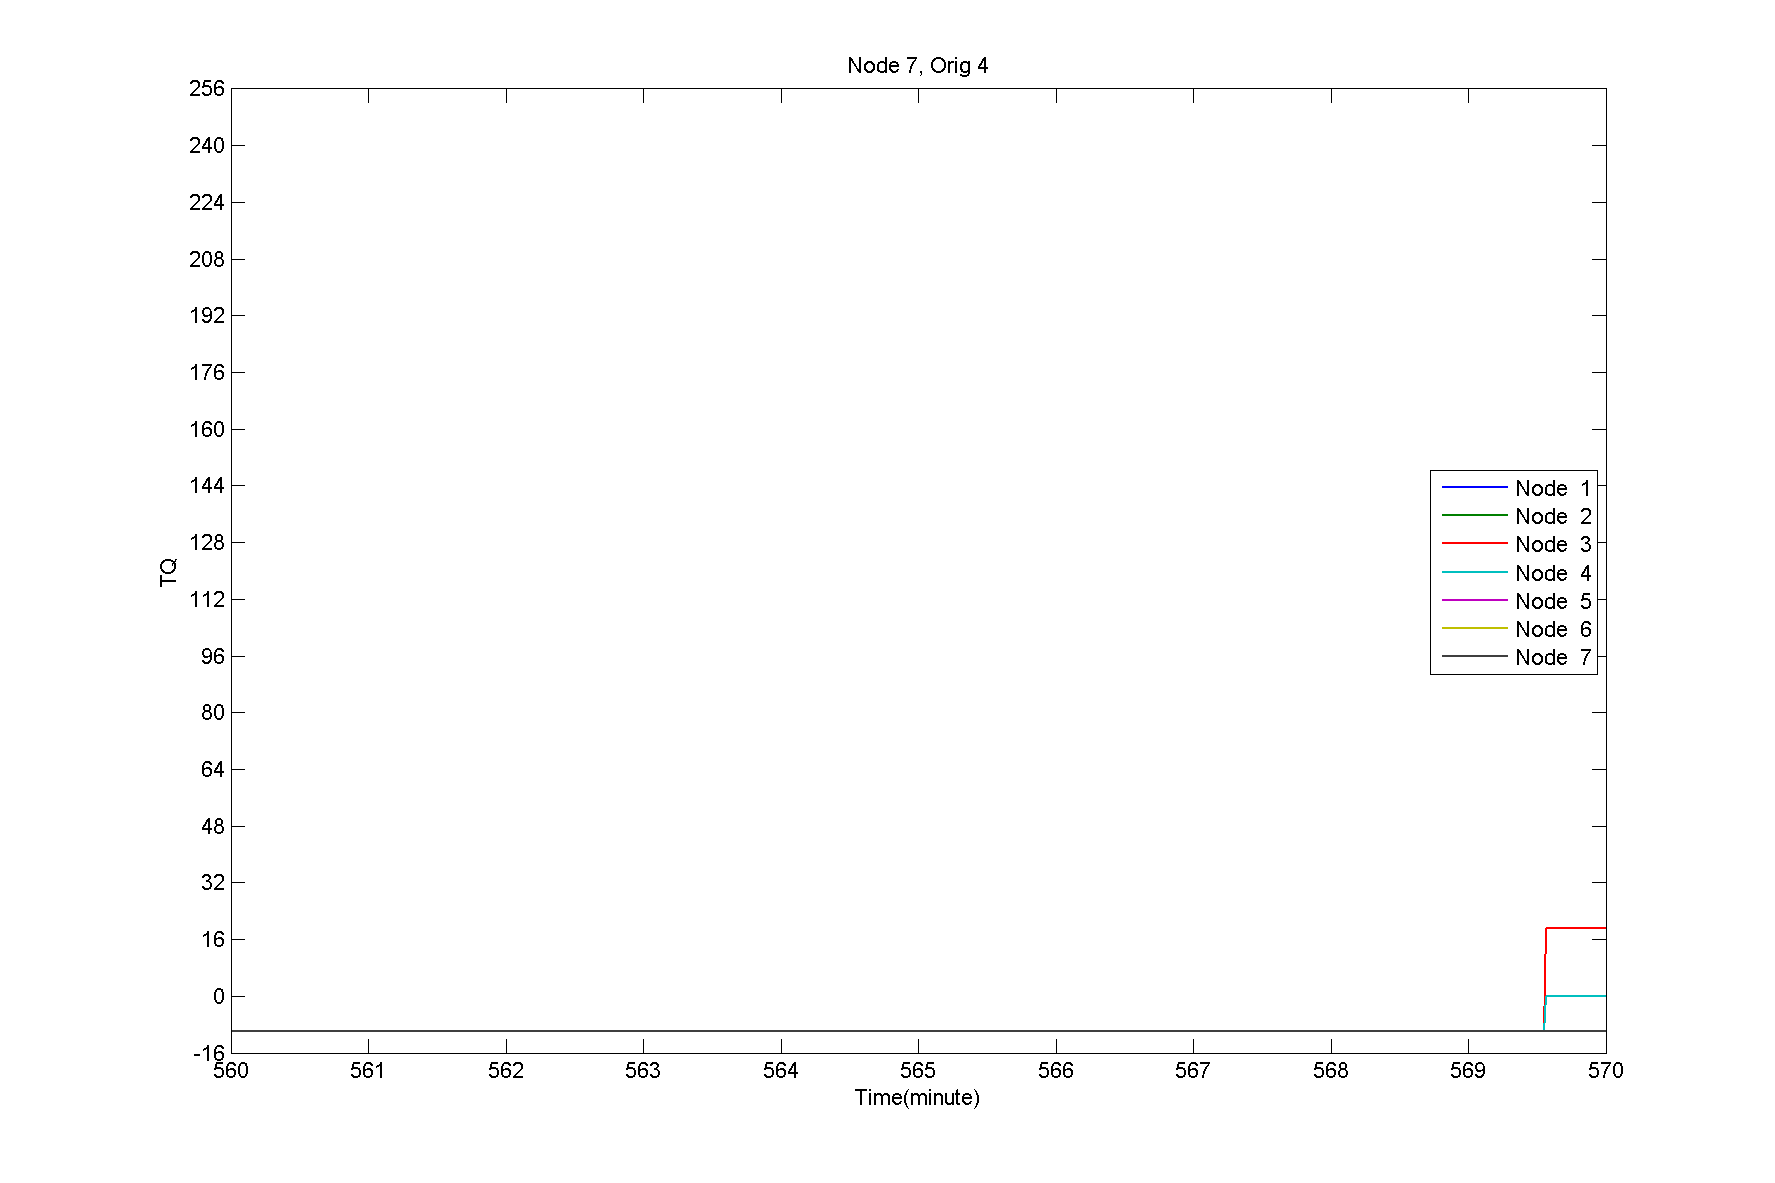 Node 7, Orig 4
256
240
224
208
192
176
160
144
128
112
96
80
64
48
32
16
0
-16
TQ
Node 1
Node 2
Node 3
Node 4
Node 5
Node 6
Node 7
560 561 562 563 564 565 566 567 568 569 570
Time(minute)